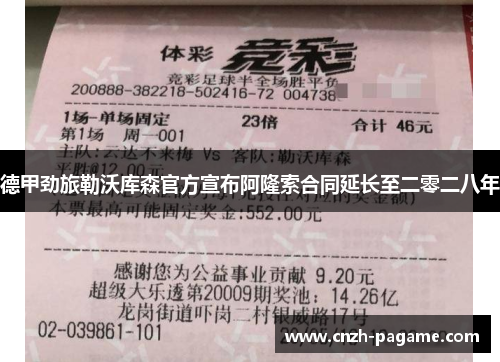 体彩 竞彩
竞彩足球半全场胜平负
200888-382218-502416-72 004738
1场-单场固定 23倍 合计 46元
第1场 周一001
主队:云达不来梅 Vs 客队:勒沃库森
德甲劲旅勒沃库森官方宣布阿隆索合同延长至二零二八年
本票最高可能固定奖金:552.00元
感谢您为公益事业贡献 9.20元
超级大乐透第20009期奖池: 14.26亿
龙岗街道吓岗二村银威路17号
02-039861-101
www.cnzh-pagame.com